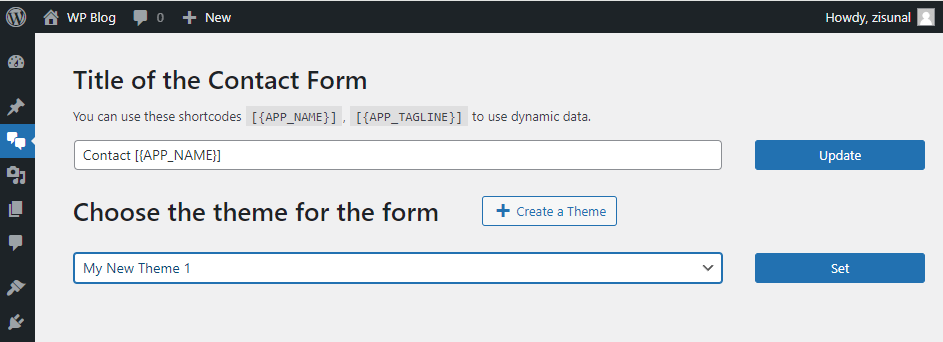 WP Blog 0 New Howdy, zisunal
Title of the Contact Form
You can use these shortcodes [{APP_NAME}] , [{APP_TAGLINE}] to use dynamic data.
Contact [{APP_NAME}] Update
Choose the theme for the form Create a Theme
My New Theme 1 Set